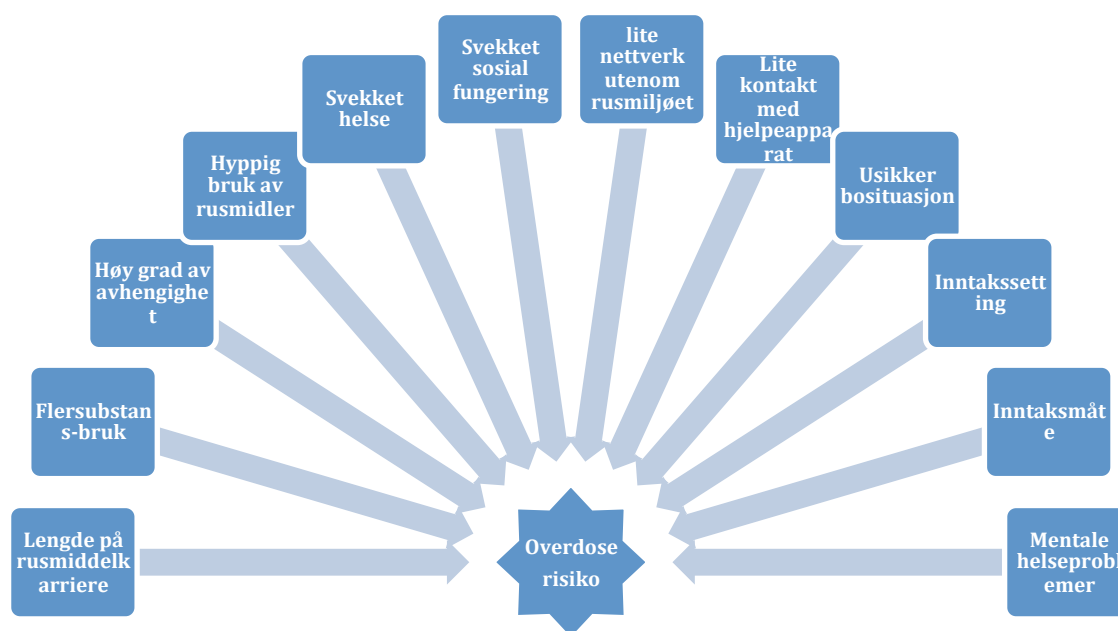 Lengde på
rusmiddelk
arriere
Flersubstan
s-bruk
Høy grad av
avhengighe
t
Hyppig
bruk av
rusmidler
Svekket
helse
Svekket
sosial
fungering
lite
nettverk
utenom
rusmiljøet
Lite
kontakt
med
hjelpeappa
rat
Usikker
bosituasjon
Inntakssett
ing
Inntaksmåt
e
Mentale
helseprobl
emer
Overdose
risiko